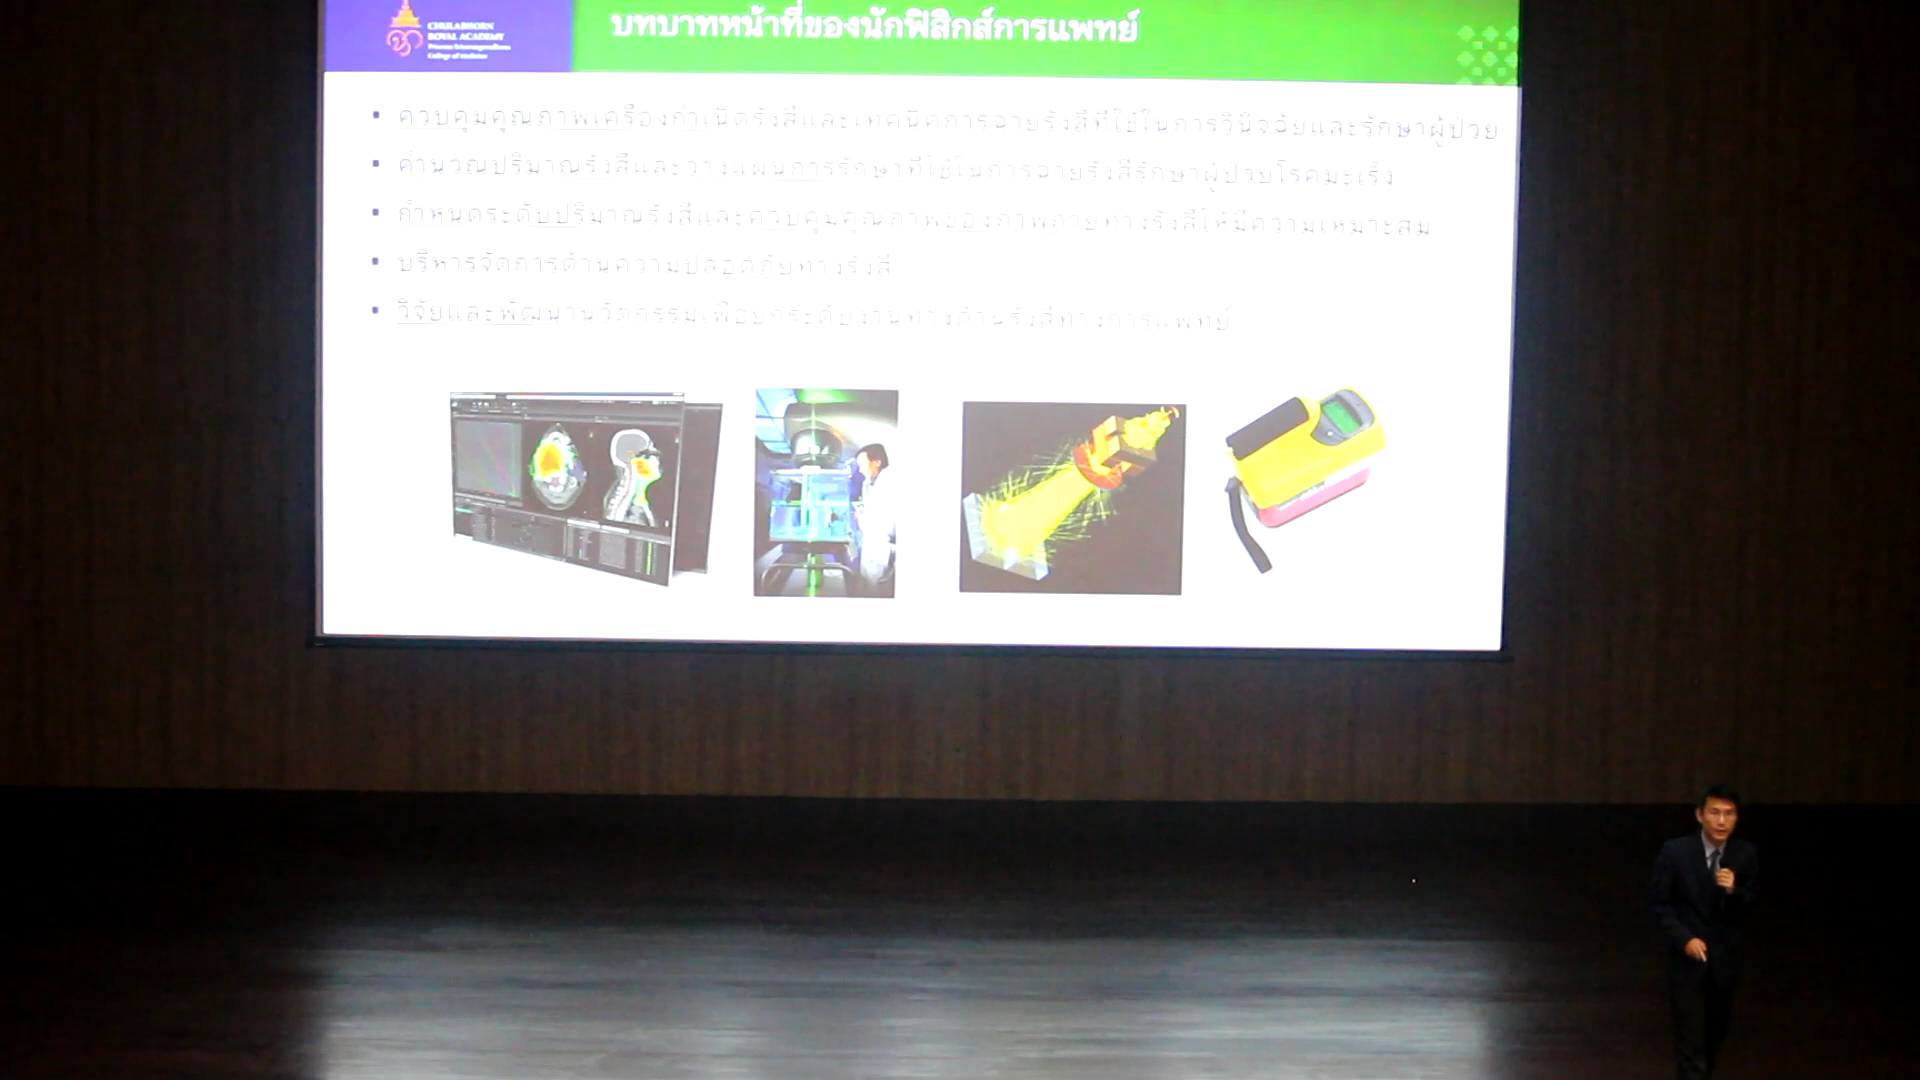 CHULABHORN
ROYAL ACADEMY
Princess Srisavangavadhana
College of Medicine
บทบาทหน้าที่ของนักฟิสิกส์การแพทย์
ควบคุมคุณภาพเครื่องกำเนิดรังสีและเทคนิคการฉายรังสีที่ใช้ในการวินิจฉัยและรักษาผู้ป่วย
คำนวณปริมาณรังสีและวางแผนการรักษาที่ใช้ในการฉายรังสีรักษาผู้ป่วยโรคมะเร็ง
กำหนดระดับปริมาณรังสีและควบคุมคุณภาพของภาพถ่ายทางรังสีให้มีความเหมาะสม
บริหารจัดการด้านความปลอดภัยทางรังสี
วิจัยและพัฒนานวัตกรรมเพื่อยกระดับงานทางด้านรังสีทางการแพทย์